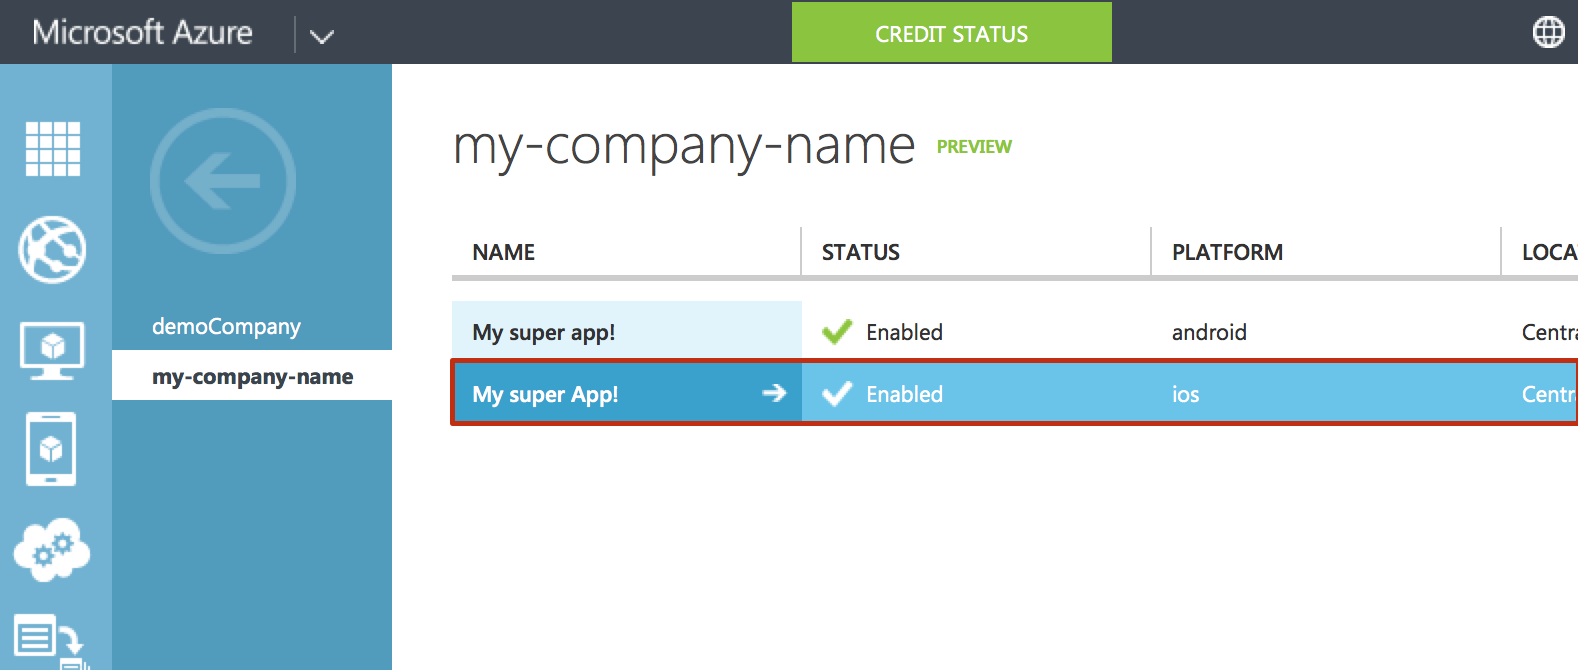 Microsoft Azure
CREDIT STATUS
demoCompany
my-company-name
my-company-name PREVIEW
NAME STATUS PLATFORM LOCA
My super app! Enabled android Centra
My super App! Enabled ios Centr